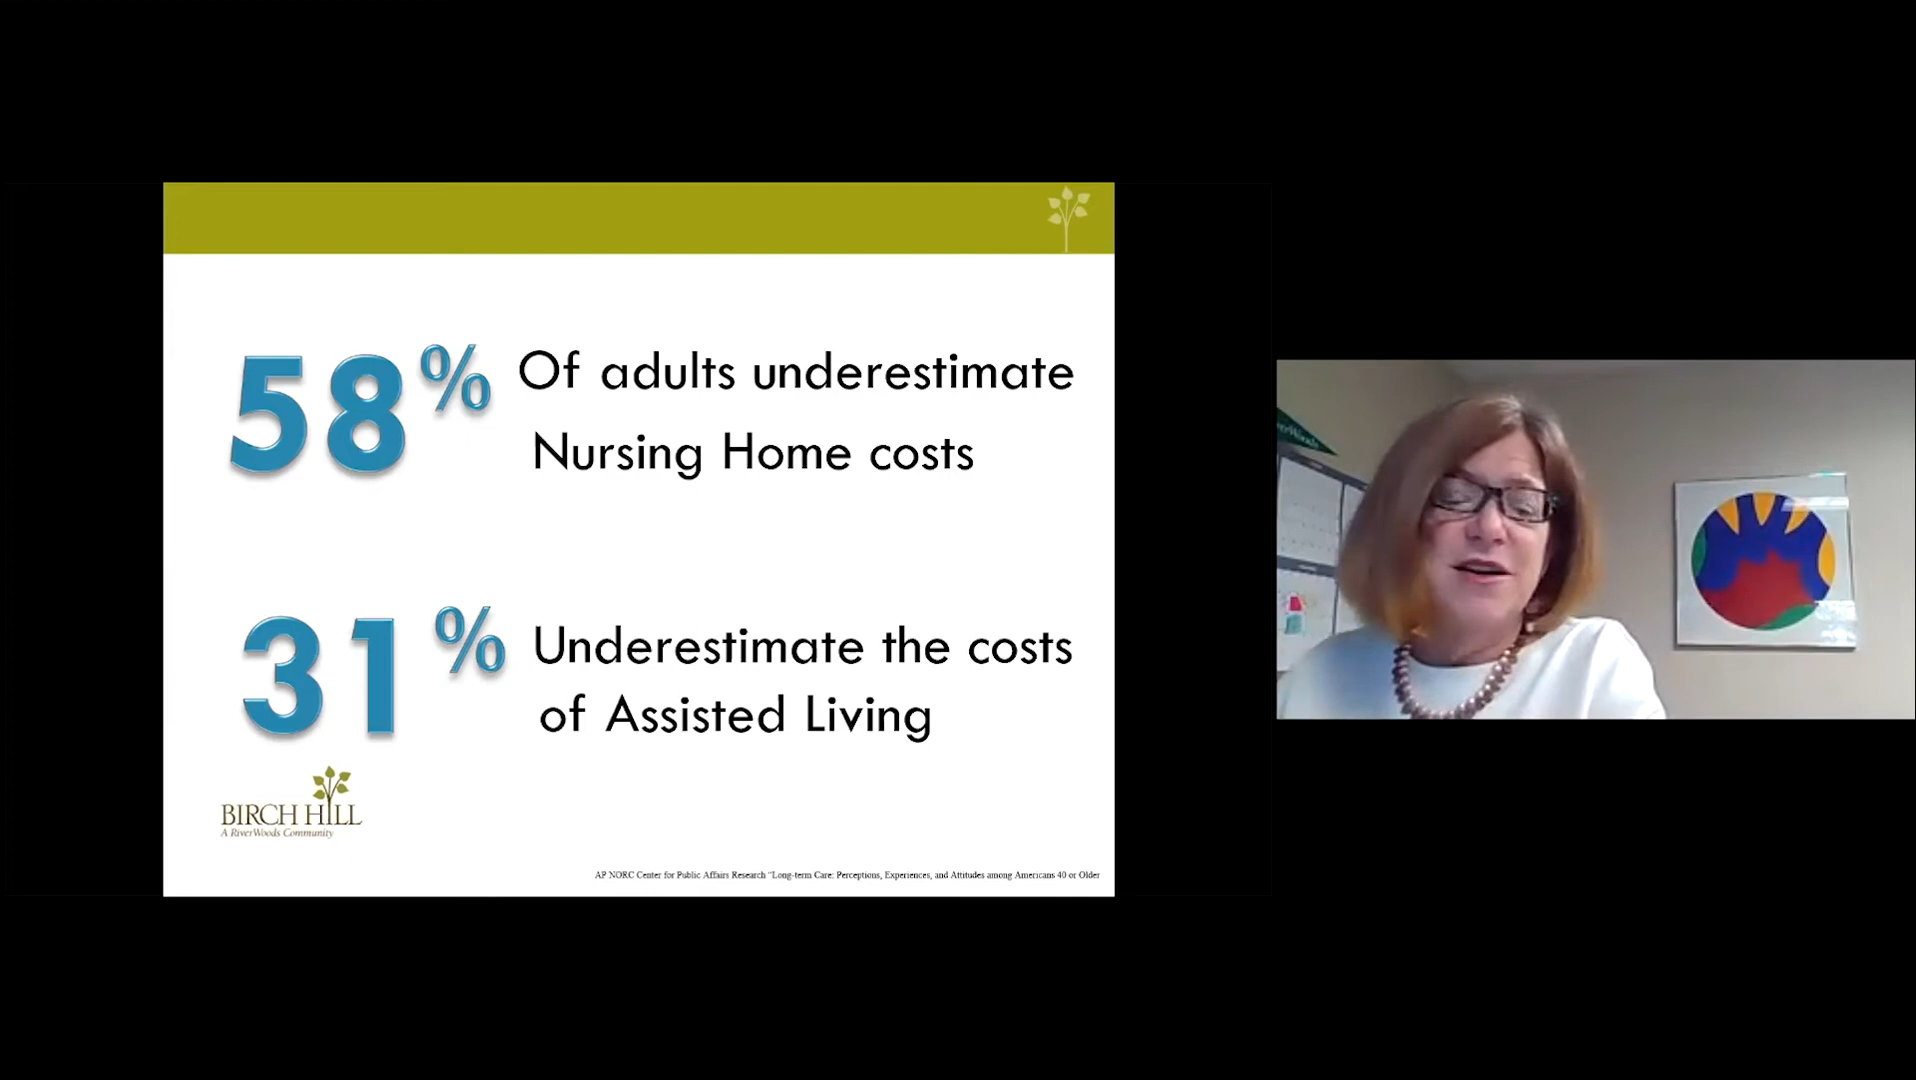 58% Of adults underestimate
Nursing Home costs
31% Underestimate the costs
of Assisted Living
BIRCH HILL
A RiverWoods Community
AP NORC Center for Public Affairs Research "Long-term Care: Perceptions, Experiences, and Attitudes among Americans 40 or Older